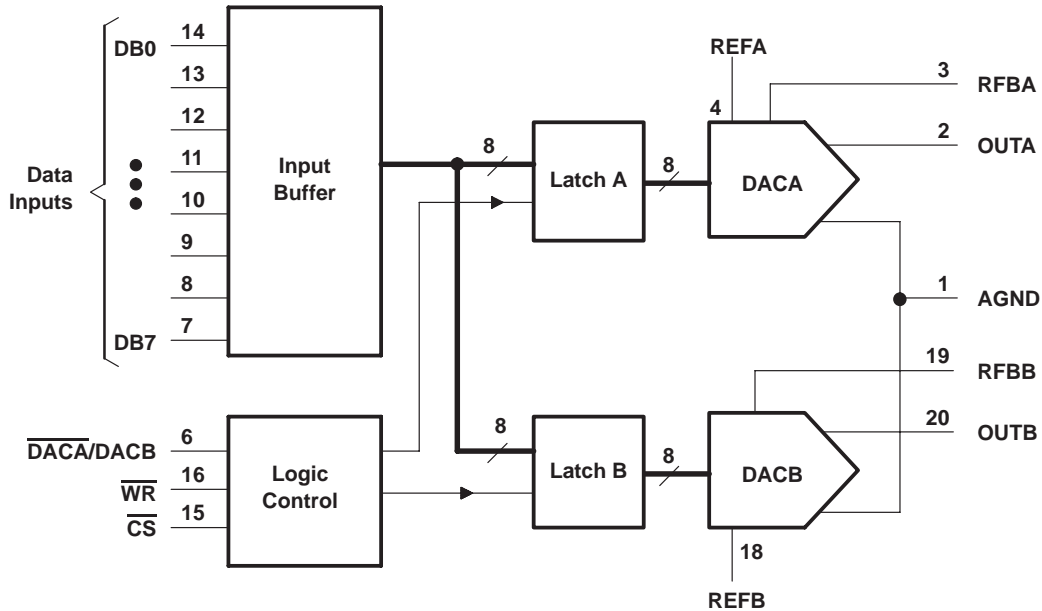 DB0
14
13
12
11
10
9
8
7
DB7
Data
Inputs
Input
Buffer
8
Latch A
8
REFA
4
DACA
3
RFBA
2
OUTA
1
AGND
DACA/DACB
6
WR
16
CS
15
Logic
Control
8
Latch B
8
DACB
19
RFBB
20
OUTB
18
REFB